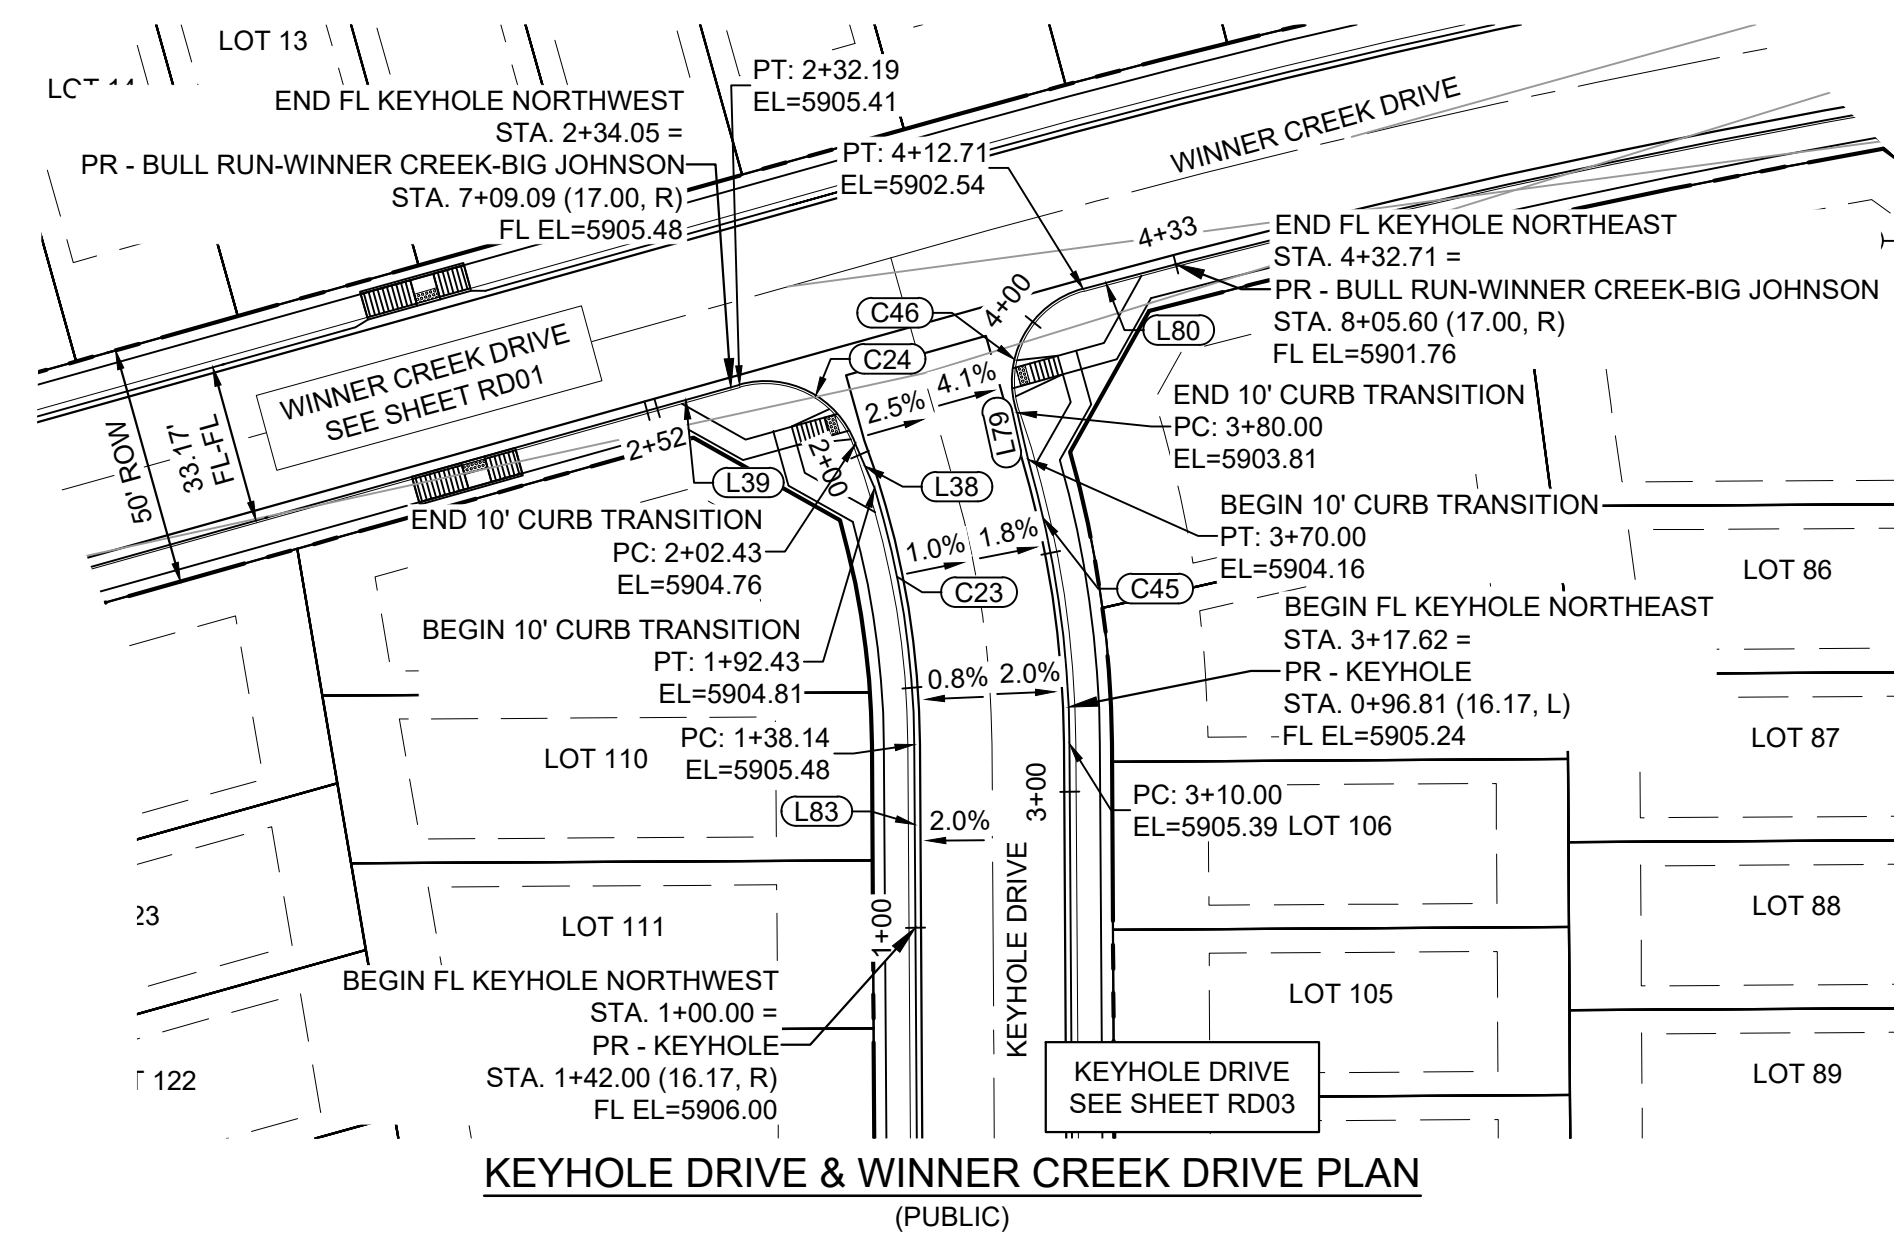 LOT 13
END FL KEYHOLE NORTHWEST
STA. 2+34.05 =
PR - BULL RUN-WINNER CREEK-BIG JOHNSON
STA. 7+09.09 (17.00, R)
FL EL=5905.48
PT: 2+32.19
EL=5905.41
PT: 4+12.71
EL=5902.54
WINNER CREEK DRIVE
4+33
END FL KEYHOLE NORTHEAST
STA. 4+32.71 =
PR - BULL RUN-WINNER CREEK-BIG JOHNSON
STA. 8+05.60 (17.00, R)
FL EL=5901.76
C46
4+00
L80
C24
WINNER CREEK DRIVE
SEE SHEET RD01
50' ROW
33.17'
FL-FL
2+52
L39
2+00
2.5%
4.1%
L79
L38
END 10' CURB TRANSITION
PC: 3+80.00
EL=5903.81
BEGIN 10' CURB TRANSITION
PT: 3+70.00
EL=5904.16
END 10' CURB TRANSITION
PC: 2+02.43
EL=5904.76
1.0%
1.8%
C23
C45
LOT 86
BEGIN 10' CURB TRANSITION
PT: 1+92.43
EL=5904.81
BEGIN FL KEYHOLE NORTHEAST
STA. 3+17.62 =
PR - KEYHOLE
STA. 0+96.81 (16.17, L)
FL EL=5905.24
0.8%
2.0%
LOT 110
PC: 1+38.14
EL=5905.48
LOT 87
L83
2.0%
3+00
PC: 3+10.00
EL=5905.39
LOT 106
KEYHOLE DRIVE
23
LOT 111
1+00
LOT 88
BEGIN FL KEYHOLE NORTHWEST
STA. 1+00.00 =
PR - KEYHOLE
STA. 1+42.00 (16.17, R)
FL EL=5906.00
LOT 105
122
KEYHOLE DRIVE
SEE SHEET RD03
LOT 89
KEYHOLE DRIVE & WINNER CREEK DRIVE PLAN
(PUBLIC)